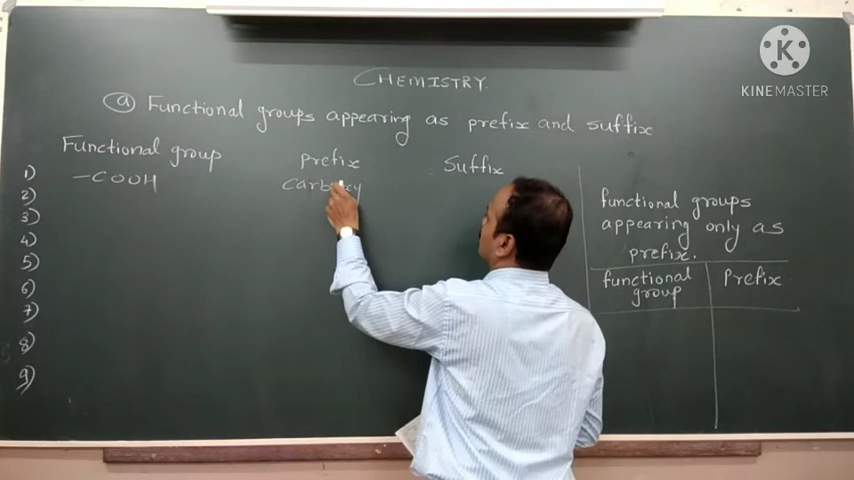 KINEMASTER
CHEMISTRY.
a Functional groups appearing as prefix and suffix
Functional group prefix Suffix
1) -COOH carboxy
2)
3)
4)
5)
6)
7)
8)
9)
functional groups
appearing only as
prefix.
functional group Prefix